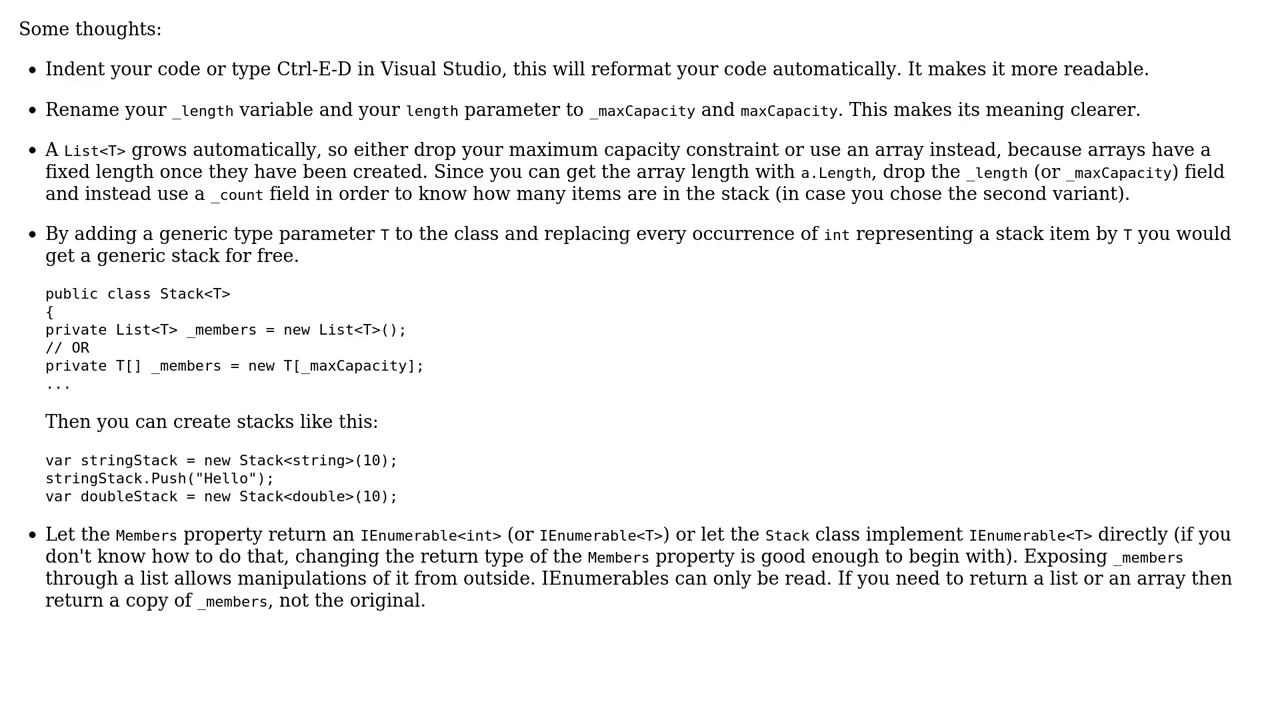 Some thoughts:
• Indent your code or type Ctrl-E-D in Visual Studio, this will reformat your code automatically. It makes it more readable.
• Rename your _length variable and your length parameter to _maxCapacity and maxCapacity. This makes its meaning clearer.
• A List<T> grows automatically, so either drop your maximum capacity constraint or use an array instead, because arrays have a
fixed length once they have been created. Since you can get the array length with a.Length, drop the _length (or _maxCapacity) field
and instead use a _count field in order to know how many items are in the stack (in case you chose the second variant).
• By adding a generic type parameter T to the class and replacing every occurrence of int representing a stack item by T you would
get a generic stack for free.
public class Stack<T>
{
private List<T> _members = new List<T>();
// OR
private T[] _members = new T[_maxCapacity];
...
Then you can create stacks like this:
var stringStack = new Stack<string>(10);
stringStack.Push("Hello");
var doubleStack = new Stack<double>(10);
• Let the Members property return an IEnumerable<int> (or IEnumerable<T>) or let the Stack class implement IEnumerable<T> directly (if you
don't know how to do that, changing the return type of the Members property is good enough to begin with). Exposing _members
through a list allows manipulations of it from outside. IEnumerables can only be read. If you need to return a list or an array then
return a copy of _members, not the original.